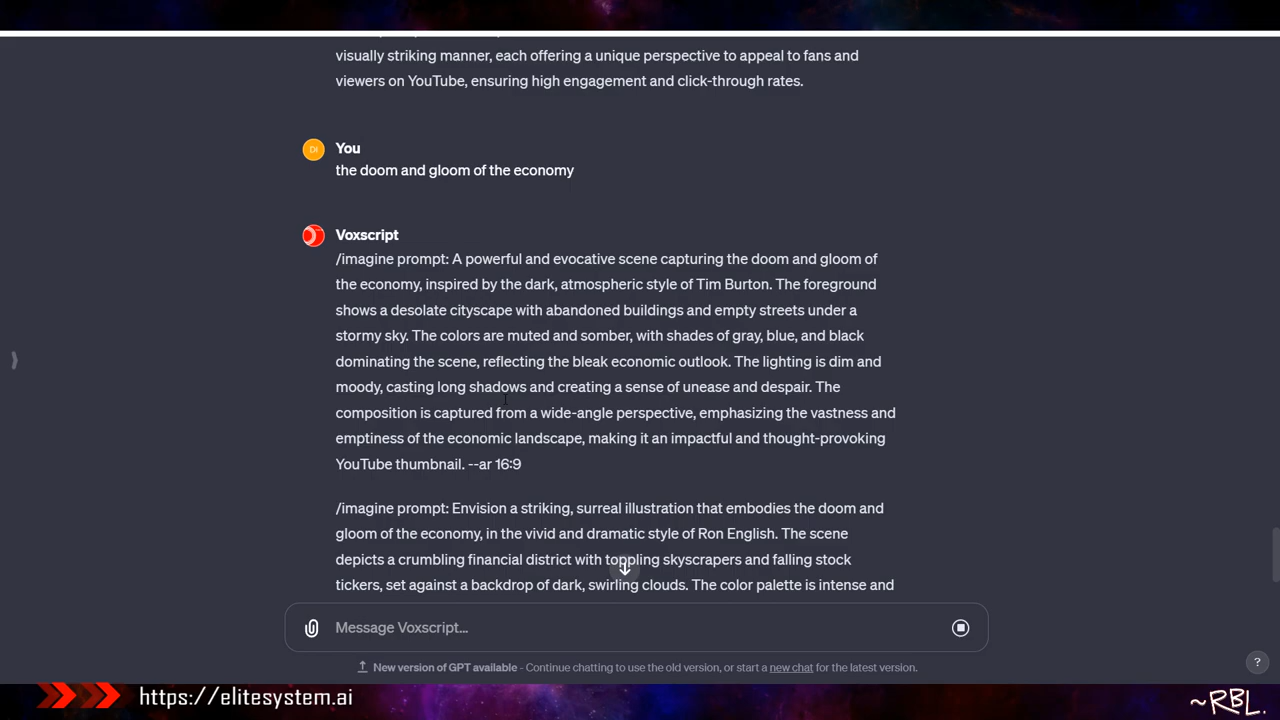 visually striking manner, each offering a unique perspective to appeal to fans and
viewers on YouTube, ensuring high engagement and click-through rates.
DI
You
the doom and gloom of the economy
Voxscript
/imagine prompt: A powerful and evocative scene capturing the doom and gloom of
the economy, inspired by the dark, atmospheric style of Tim Burton. The foreground
shows a desolate cityscape with abandoned buildings and empty streets under a
stormy sky. The colors are muted and somber, with shades of gray, blue, and black
dominating the scene, reflecting the bleak economic outlook. The lighting is dim and
moody, casting long shadows and creating a sense of unease and despair. The
composition is captured from a wide-angle perspective, emphasizing the vastness and
emptiness of the economic landscape, making it an impactful and thought-provoking
YouTube thumbnail. --ar 16:9
/imagine prompt: Envision a striking, surreal illustration that embodies the doom and
gloom of the economy, in the vivid and dramatic style of Ron English. The scene
depicts a crumbling financial district with toppling skyscrapers and falling stock
tickers, set against a backdrop of dark, swirling clouds. The color palette is intense and
Message Voxscript...
New version of GPT available - Continue chatting to use the old version, or start a new chat for the latest version.
?
https://elitesystem.ai
~RBL.